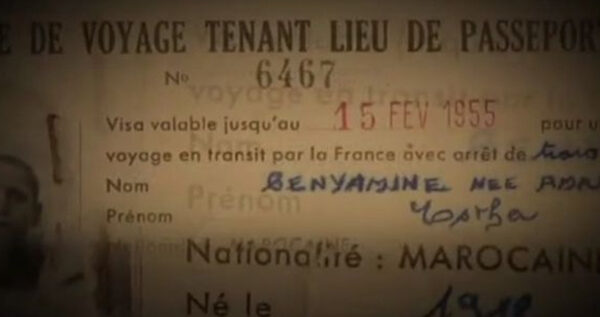 E DE VOYAGE TENANT LIEU DE PASSEPOR
No 6467
Visa valable jusqu'au 15 FEV 1955 pour u
voyage en transit par la France avec arrêt de
Nom BENYAMINE NEE
Prénom
Nationalité : MAROCAINE
Né le